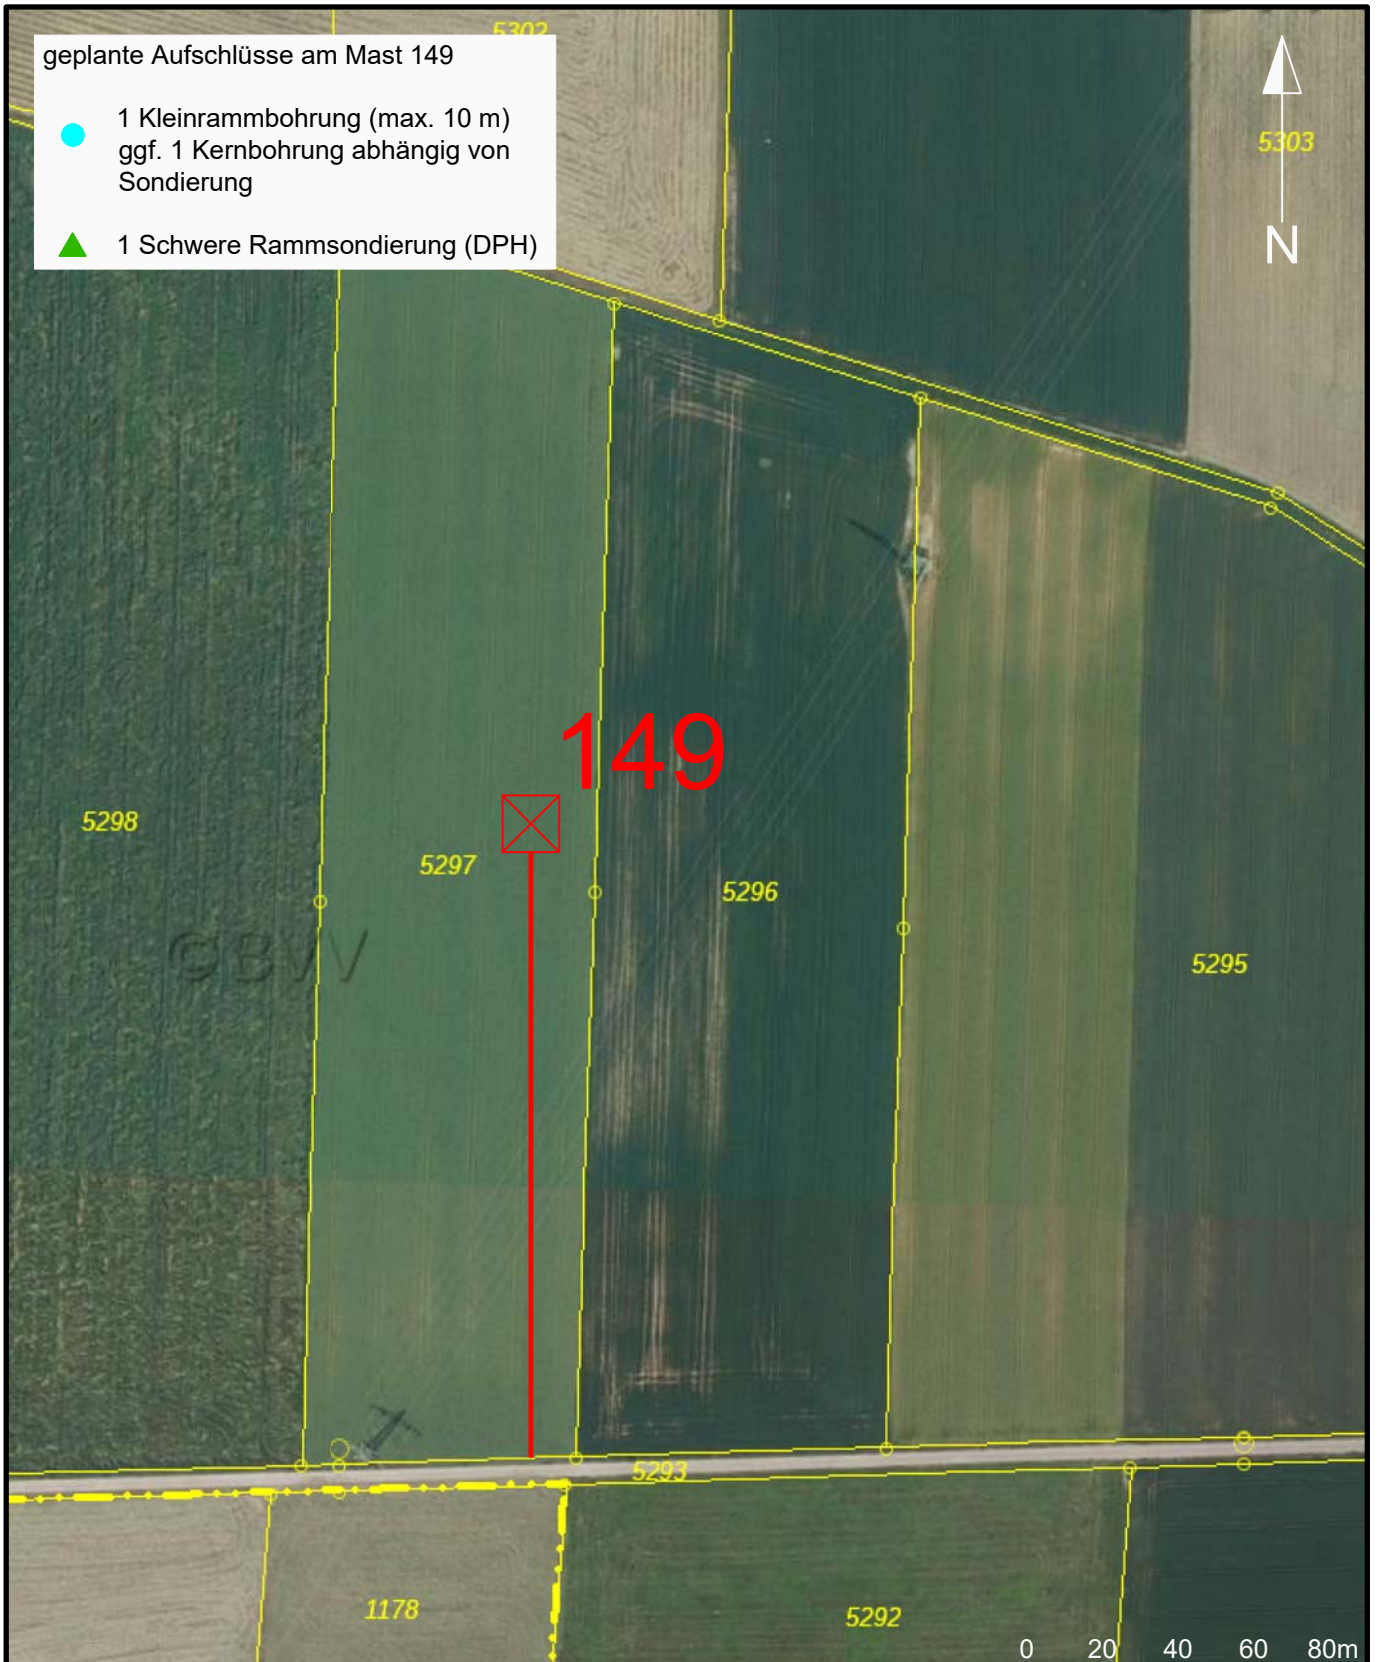 5302
geplante Aufschlüsse am Mast 149
1 Kleinrammbohrung (max. 10 m)
ggf. 1 Kernbohrung abhängig von
Sondierung
1 Schwere Rammsondierung (DPH)
5303
N
149
5298
5297
5296
5295
©BVV
5293
1178
5292
0 20 40 60 80m